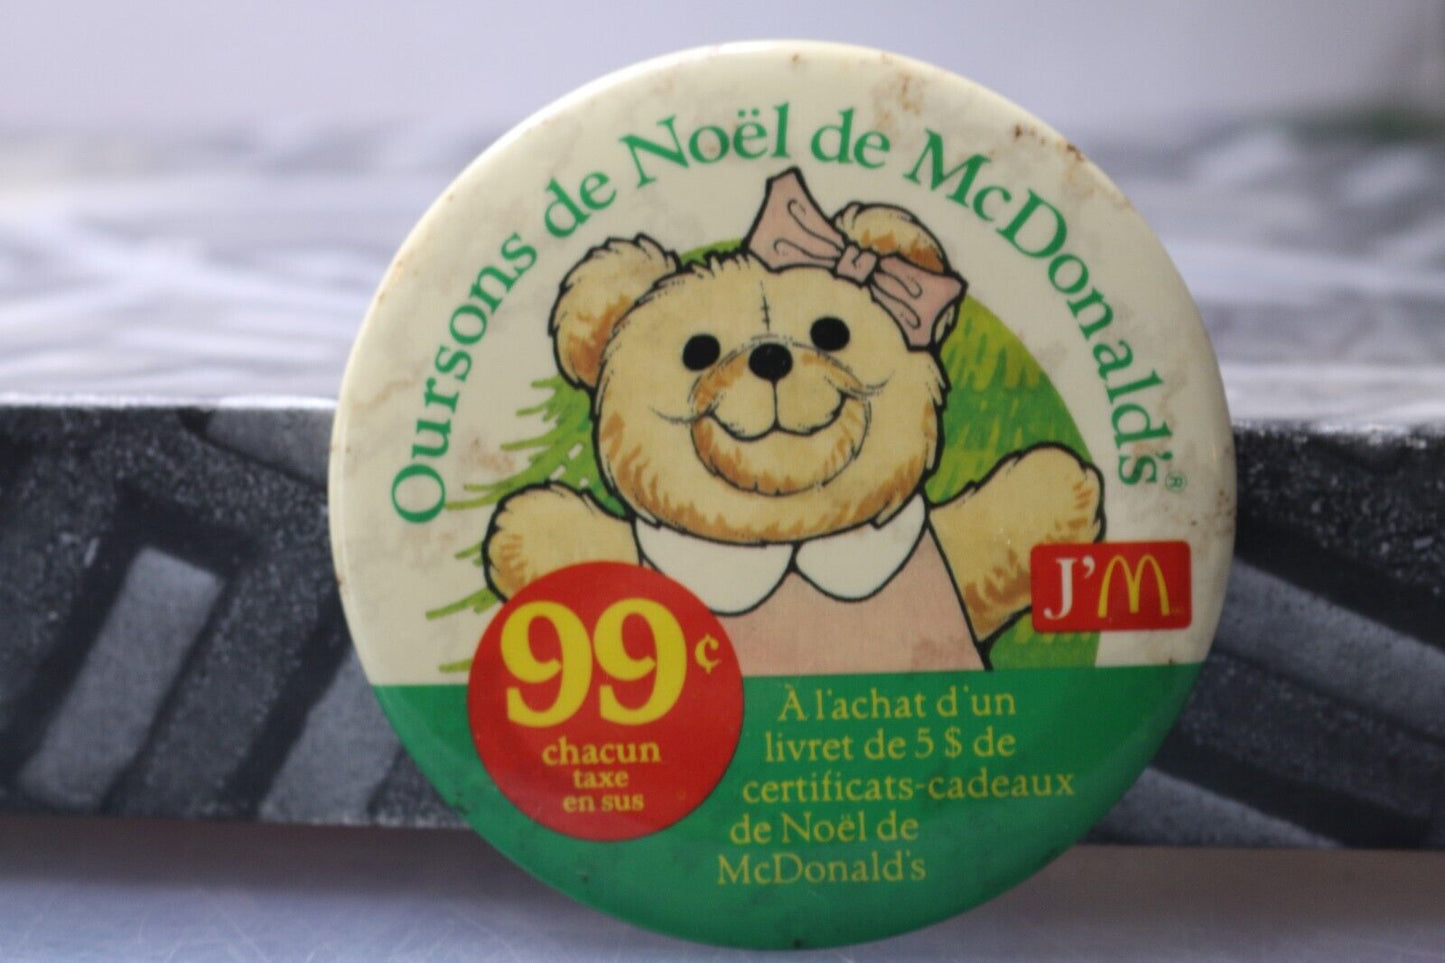 Oursons de Noël de McDonald's®
J'M
99¢
chacun
taxe
en sus
À l'achat d'un
livret de 5 $ de
certificats-cadeaux
de Noël de
McDonald's